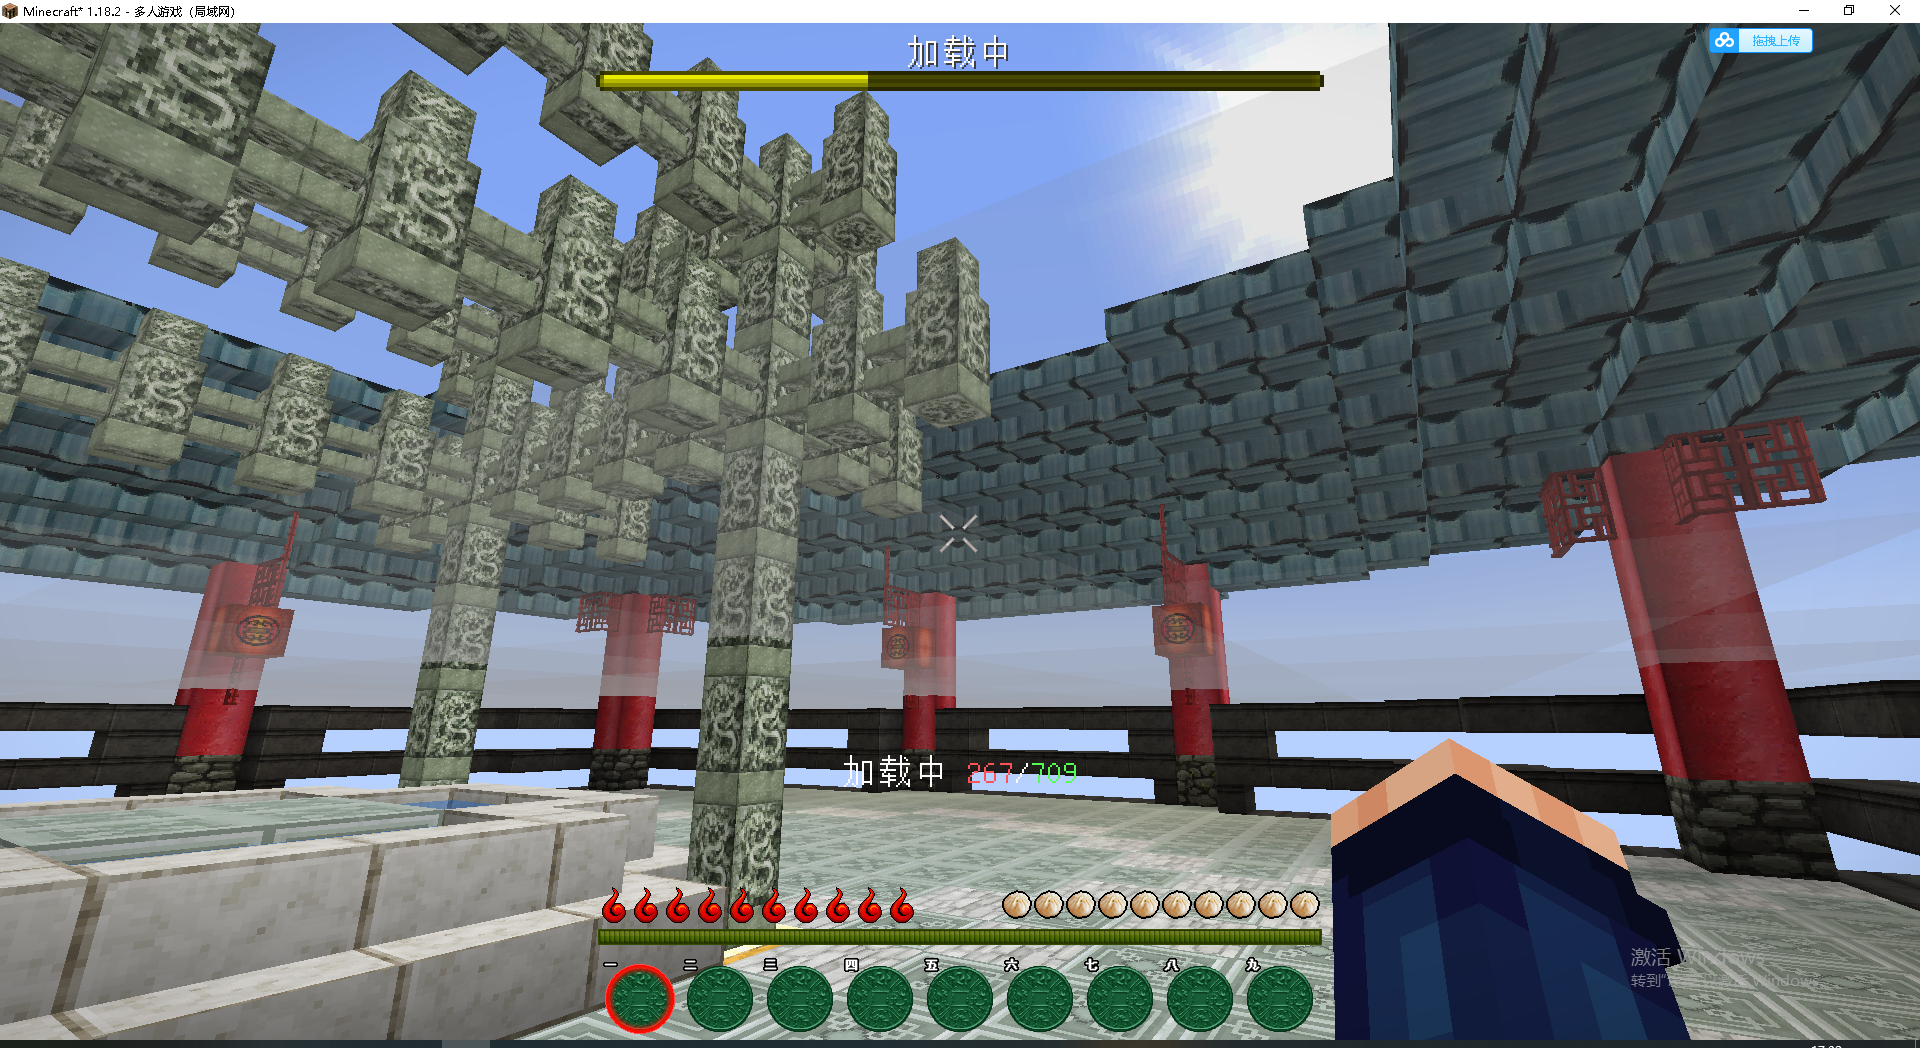 Minecraft* 1.18.2 - 多人游戏（局域网）
加载中
拖拽上传
加载中 267/709
激活 Windows
一 二 三 四 五 六 七 八 九